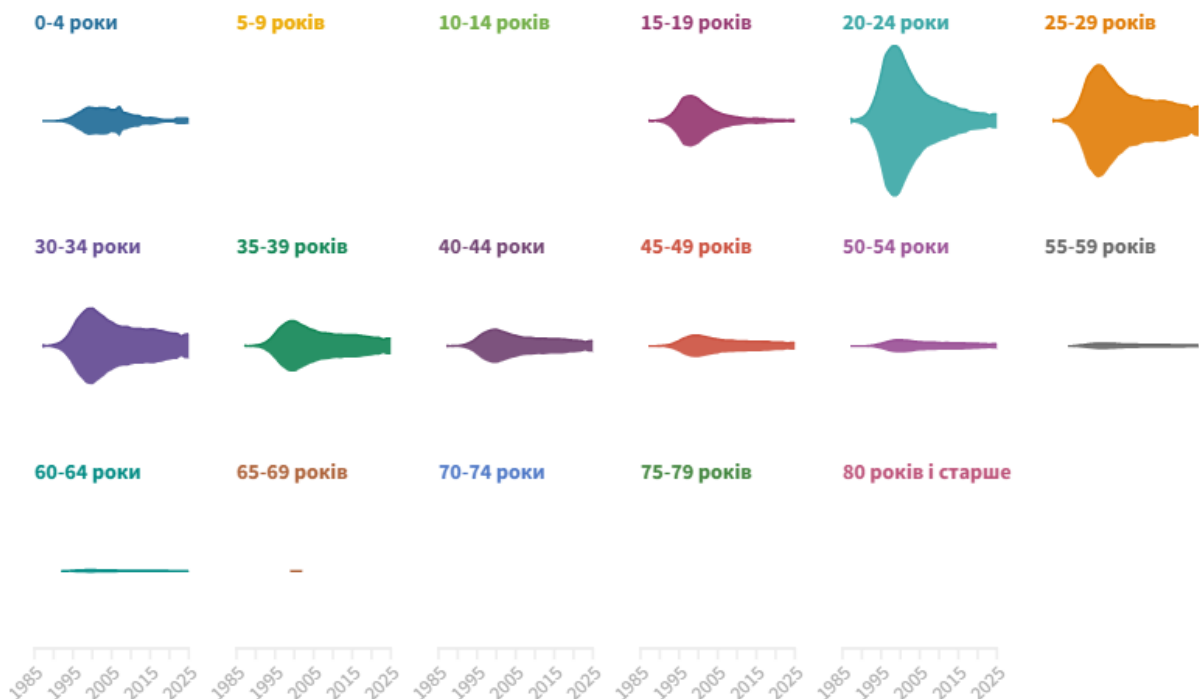 0-4 роки 5-9 років 10-14 років 15-19 років 20-24 роки 25-29 років
30-34 роки 35-39 років 40-44 роки 45-49 років 50-54 роки 55-59 років
60-64 роки 65-69 років 70-74 роки 75-79 років 80 років і старше
1985 1995 2005 2015 2025 1985 1995 2005 2015 2025 1985 1995 2005 2015 2025 1985 1995 2005 2015 2025 1985 1995 2005 2015 2025